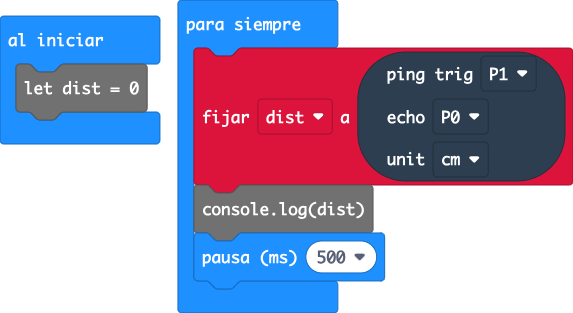 al iniciar
let dist = 0
para siempre
fijar dist a
ping trig P1
echo P0
unit cm
console.log(dist)
pausa (ms) 500